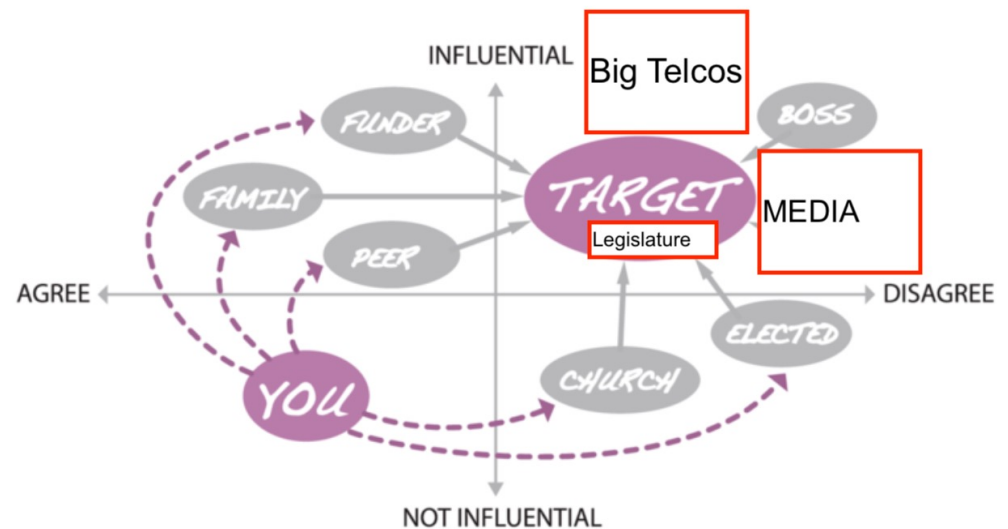 INFLUENTIAL
Big Telcos
FUNDER
BOSS
FAMILY
TARGET
MEDIA
Legislature
PEER
AGREE
DISAGREE
ELECTED
CHURCH
YOU
NOT INFLUENTIAL